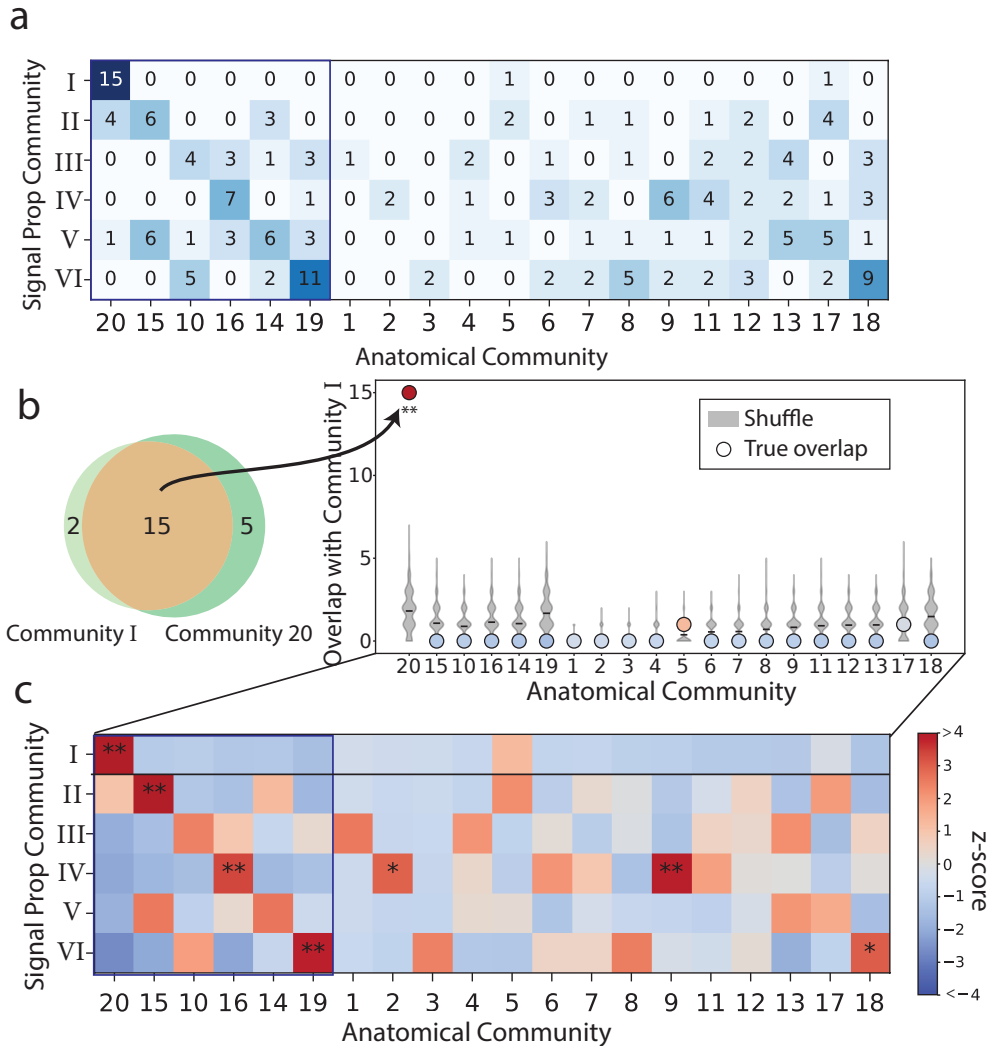 a
Signal Prop Community
I 15 0 0 0 0 0 0 0 0 0 1 0 0 0 0 0 0 0 1 0
II 4 6 0 0 3 0 0 0 0 0 2 0 1 1 0 1 2 0 4 0
III 0 0 4 3 1 3 1 0 0 2 0 1 0 1 0 2 2 4 0 3
IV 0 0 0 7 0 1 0 2 0 1 0 3 2 0 6 4 2 2 1 3
V 1 6 1 3 6 3 0 0 0 1 1 0 1 1 1 1 2 5 5 1
VI 0 0 5 0 2 11 0 0 2 0 0 2 2 5 2 2 3 0 2 9
20 15 10 16 14 19 1 2 3 4 5 6 7 8 9 11 12 13 17 18
Anatomical Community
b
2 15 5
Community I Community 20
Overlap with Community I
15
10
5
0
**
Shuffle
True overlap
20 15 10 16 14 19 1 2 3 4 5 6 7 8 9 11 12 13 17 18
Anatomical Community
c
Signal Prop Community
I **
II **
III
IV ** * **
V
VI ** *
20 15 10 16 14 19 1 2 3 4 5 6 7 8 9 11 12 13 17 18
Anatomical Community
>4
3
2
1
0
−1
−2
−3
<−4
z-score